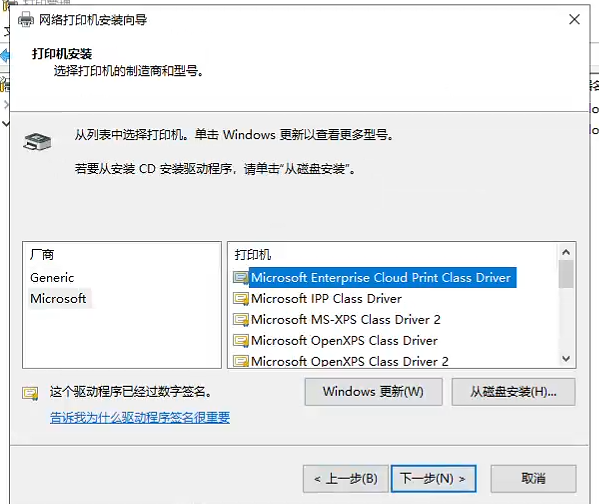 网络打印机安装向导
打印机安装
选择打印机的制造商和型号。
从列表中选择打印机。单击 Windows 更新以查看更多型号。
若要从安装 CD 安装驱动程序，请单击“从磁盘安装”。
厂商
Generic
Microsoft
打印机
Microsoft Enterprise Cloud Print Class Driver
Microsoft IPP Class Driver
Microsoft MS-XPS Class Driver 2
Microsoft OpenXPS Class Driver
Microsoft OpenXPS Class Driver 2
这个驱动程序已经过数字签名。
告诉我为什么驱动程序签名很重要
Windows 更新(W)
从磁盘安装(H)...
< 上一步(B)
下一步(N) >
取消